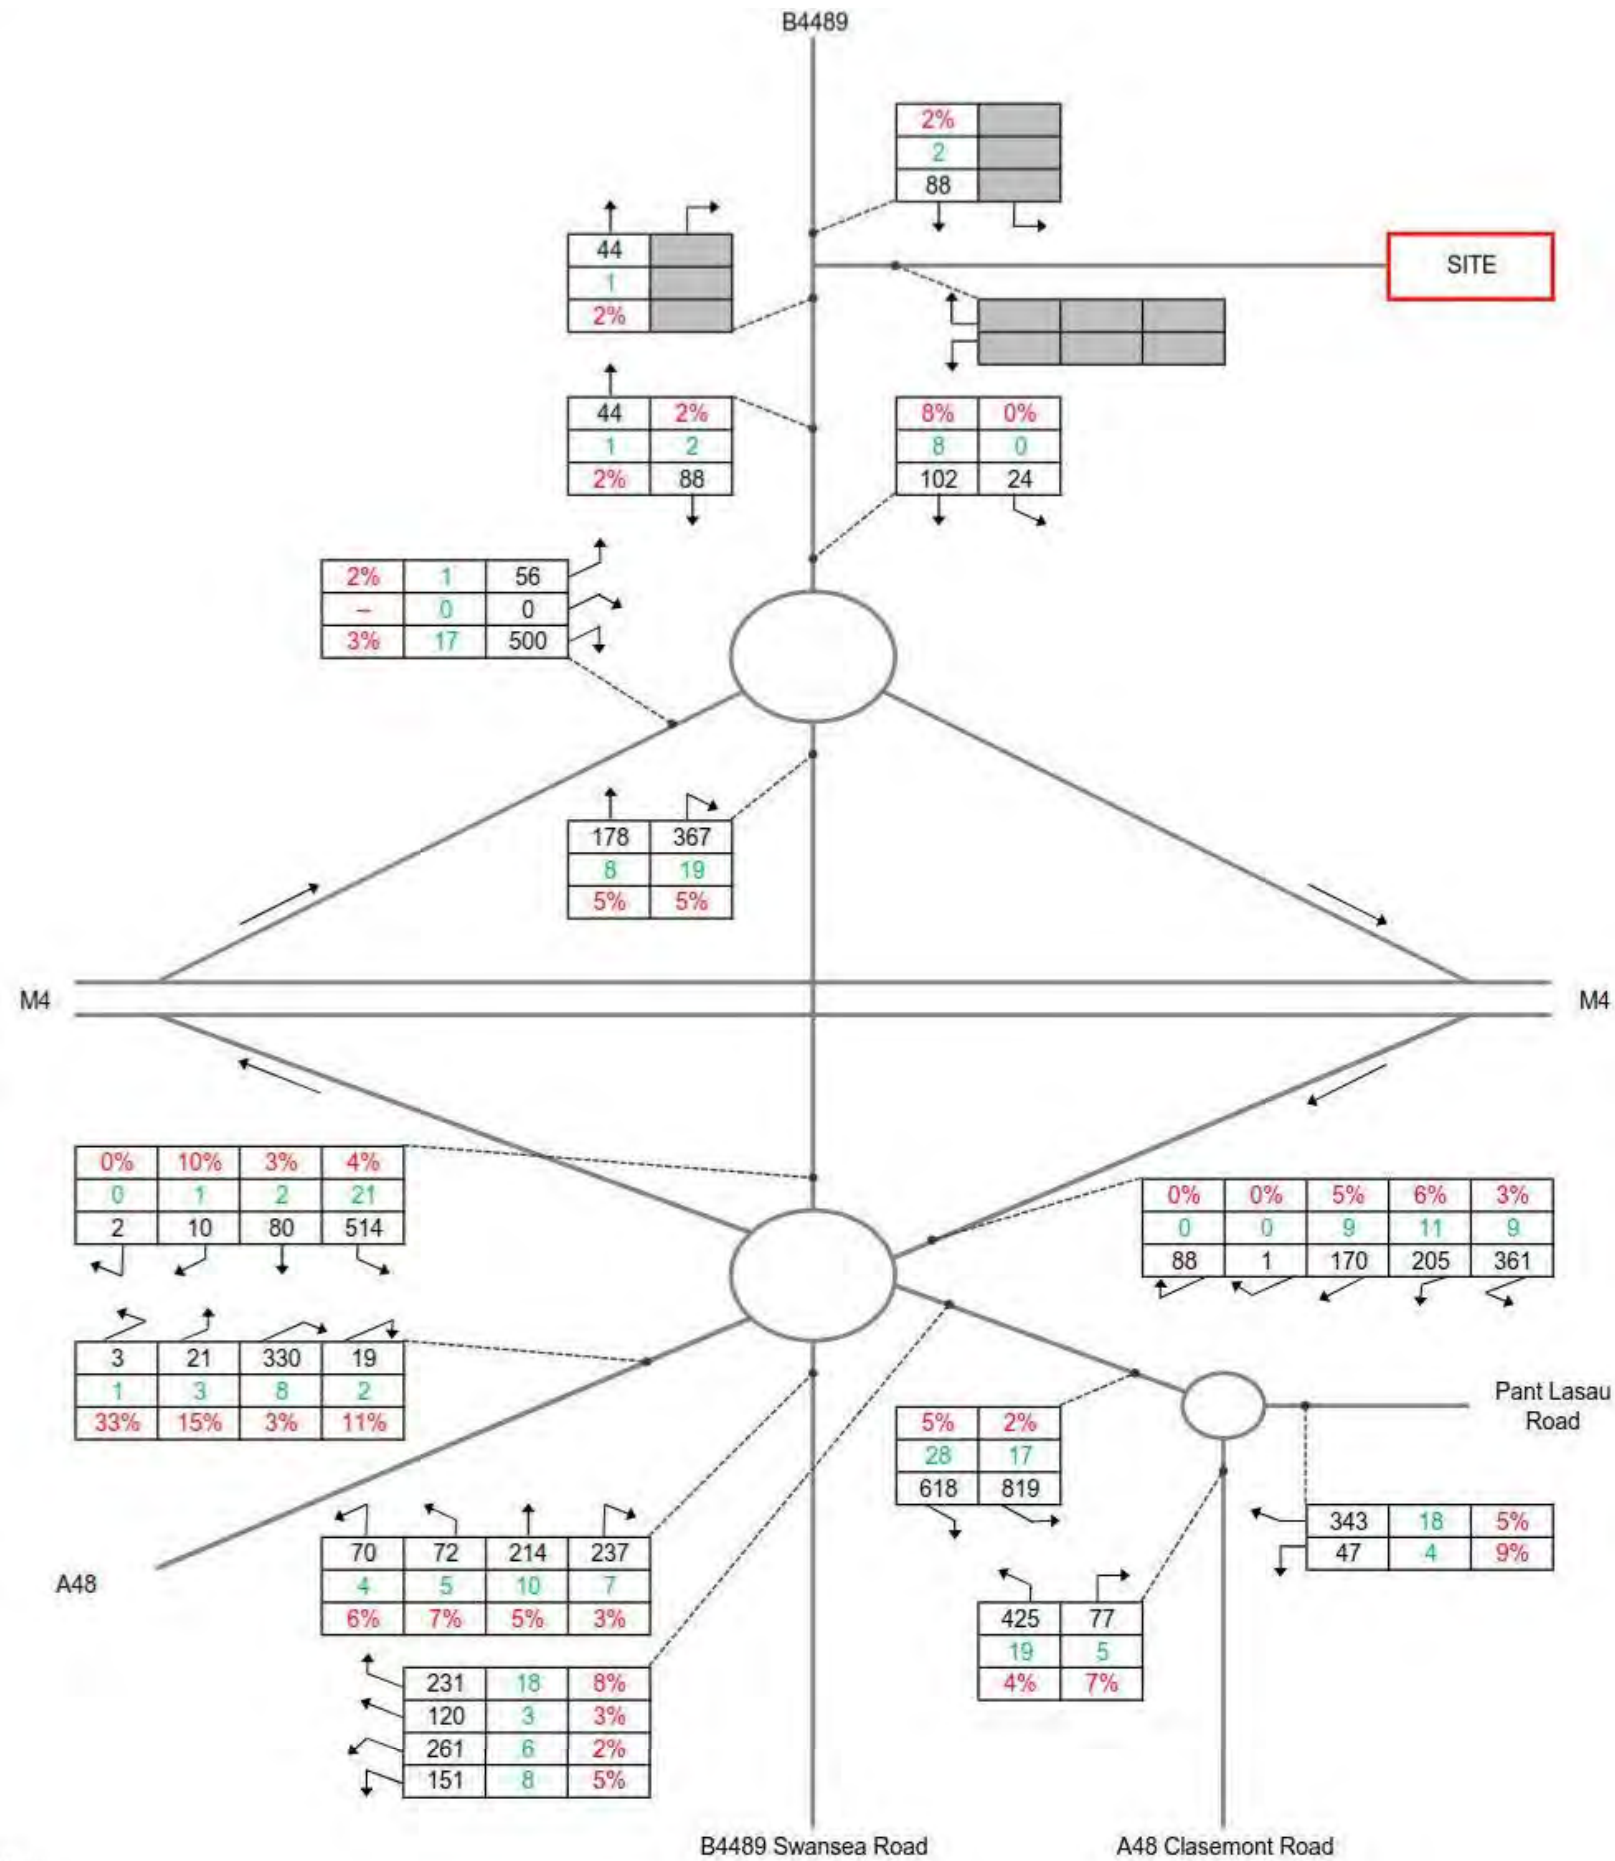 B4489
2%
2
88
44
1
2%
SITE
44 2%
1 2
2% 88
8% 0%
8 0
102 24
2% 1 56
– 0 0
3% 17 500
178 367
8 19
5% 5%
M4
M4
0% 10% 3% 4%
0 1 2 21
2 10 80 514
0% 0% 5% 6% 3%
0 0 9 11 9
88 1 170 205 361
3 21 330 19
1 3 8 2
33% 15% 3% 11%
Pant Lasau
Road
5% 2%
28 17
618 819
343 18 5%
47 4 9%
A48
70 72 214 237
4 5 10 7
6% 7% 5% 3%
425 77
19 5
4% 7%
231 18 8%
120 3 3%
261 6 2%
151 8 5%
B4489 Swansea Road
A48 Clasemont Road